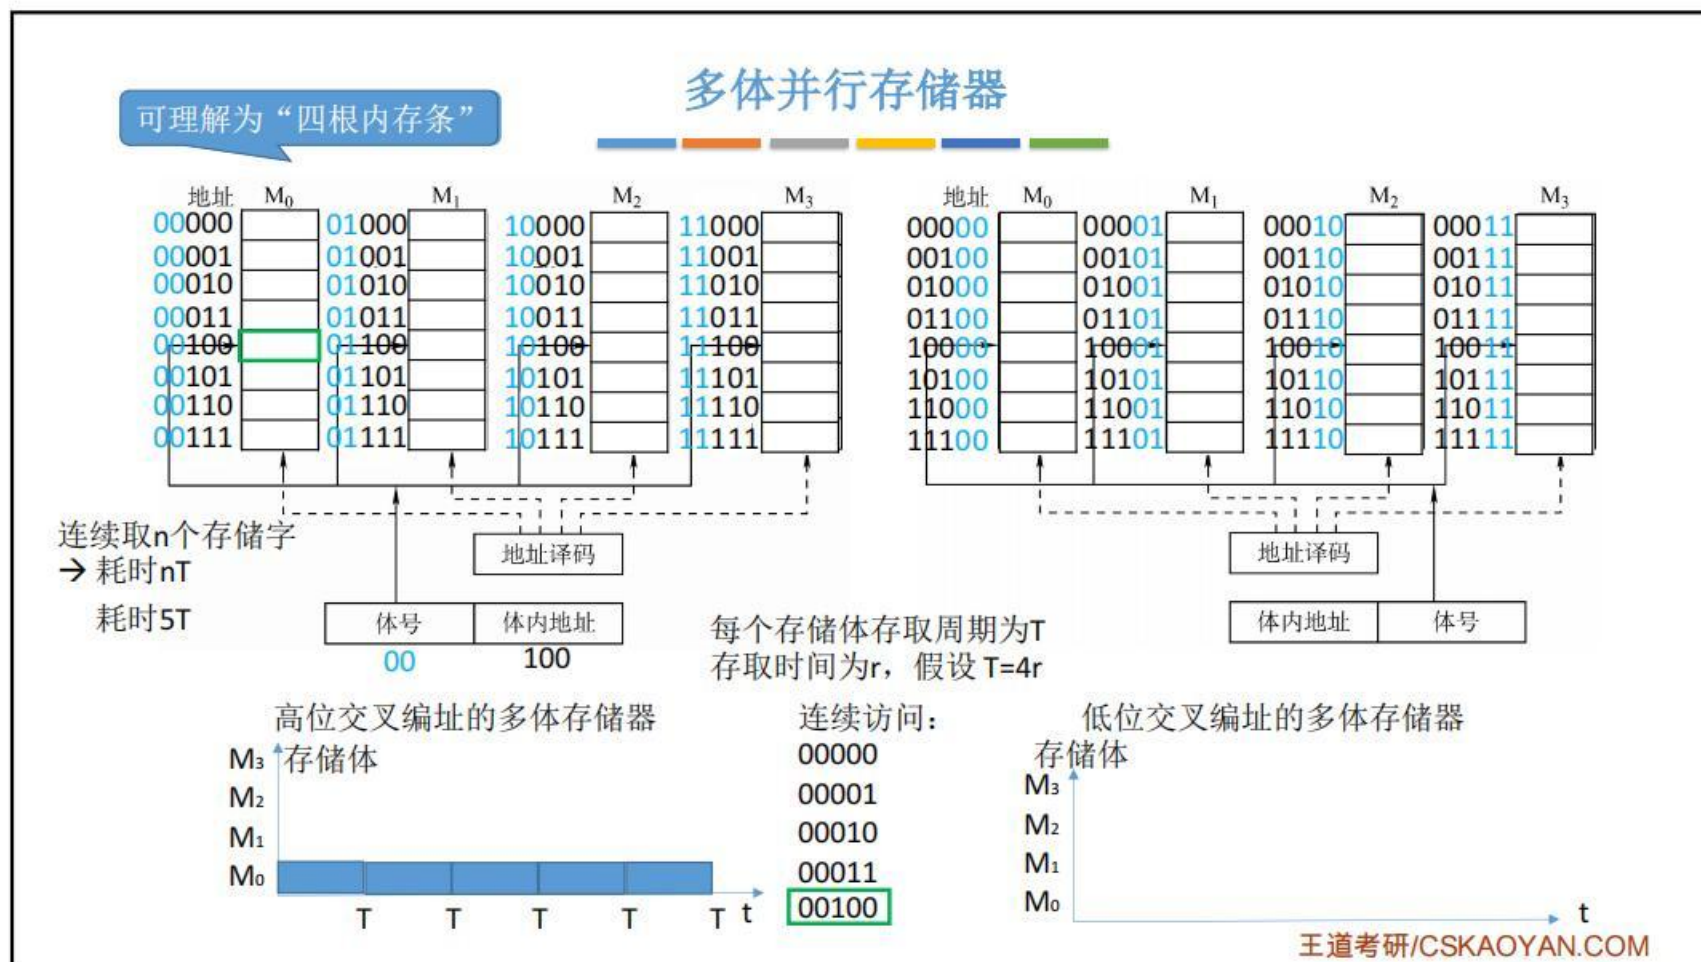 多体并行存储器
可理解为“四根内存条”
地址 M₀ M₁ M₂ M₃
00000 01000 10000 11000
00001 01001 10001 11001
00010 01010 10010 11010
00011 01011 10011 11011
00100 01100 10100 11100
00101 01101 10101 11101
00110 01110 10110 11110
00111 01111 10111 11111
地址译码
体号 体内地址
00 100
连续取n个存储字
→ 耗时nT
耗时5T
地址 M₀ M₁ M₂ M₃
00000 00001 00010 00011
00100 00101 00110 00111
01000 01001 01010 01011
01100 01101 01110 01111
10000 10001 10010 10011
10100 10101 10110 10111
11000 11001 11010 11011
11100 11101 11110 11111
地址译码
体内地址 体号
每个存储体存取周期为T
存取时间为r，假设 T=4r
高位交叉编址的多体存储器
存储体
M₃
M₂
M₁
M₀
T T T T T t
连续访问：
00000
00001
00010
00011
00100
低位交叉编址的多体存储器
存储体
M₃
M₂
M₁
M₀
t
王道考研/CSKAOYAN.COM